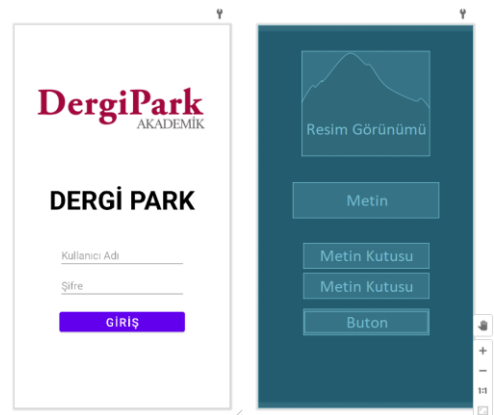 DergiPark
AKADEMİK
DERGİ PARK
Kullanıcı Adı
Şifre
GİRİŞ
Resim Görünümü
Metin
Metin Kutusu
Metin Kutusu
Buton
1:1